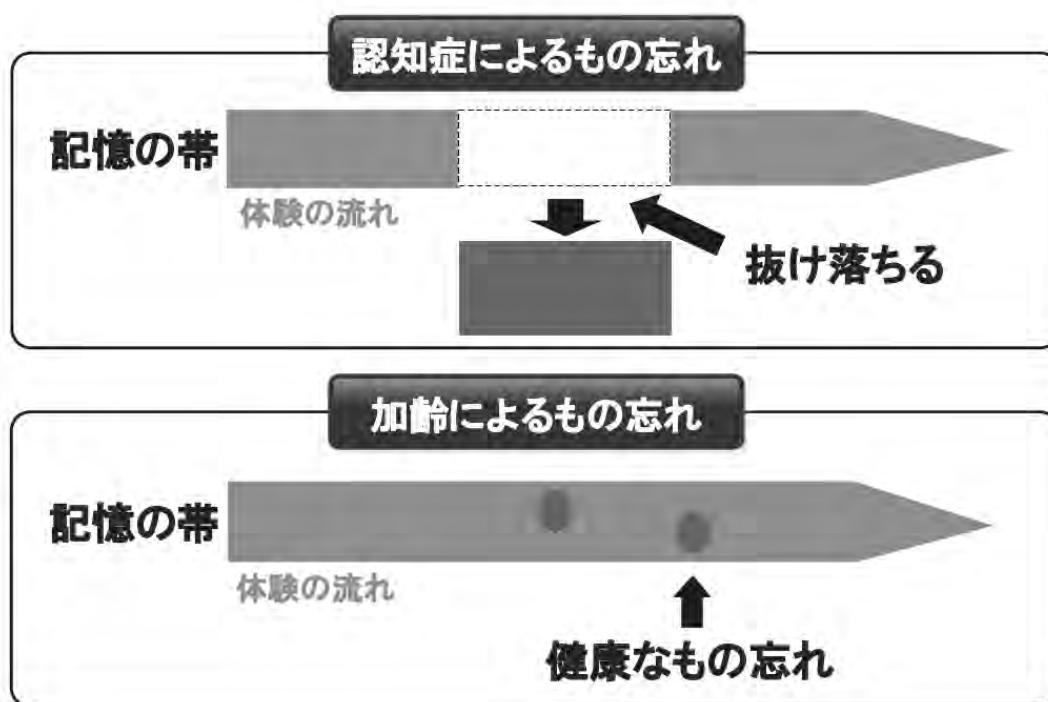 認知症によるもの忘れ
記憶の帯
体験の流れ
抜け落ちる
加齢によるもの忘れ
記憶の帯
体験の流れ
健康なもの忘れ